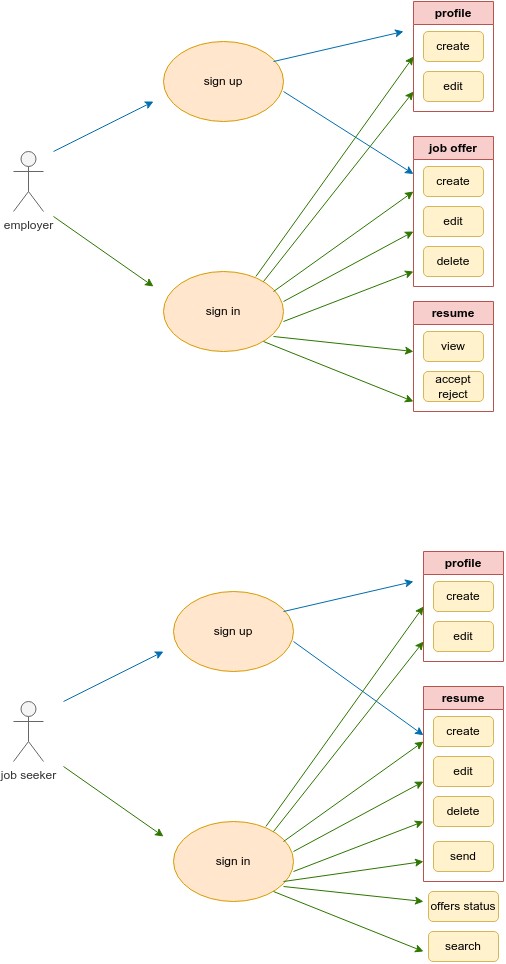 profile
create
edit
sign up
job offer
create
edit
delete
employer
sign in
resume
view
accept
reject
profile
create
edit
sign up
resume
create
edit
delete
send
job seeker
sign in
offers status
search